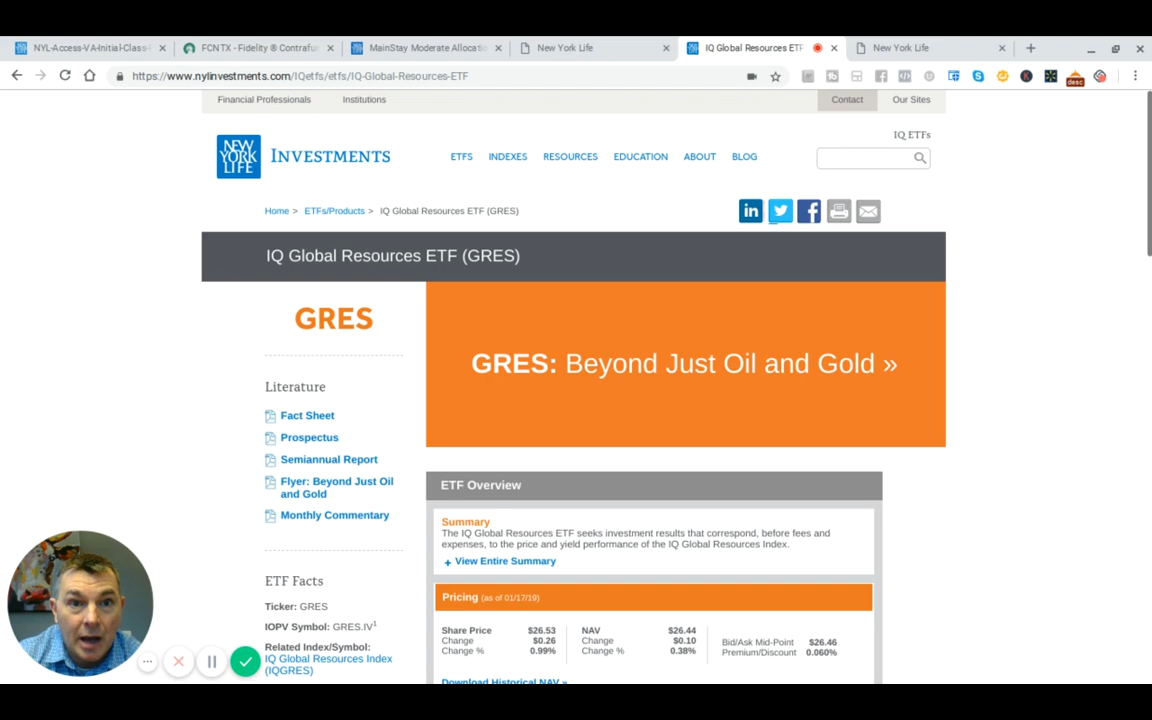 NYL-Access-VA-Initial-Class-
FCNTX - Fidelity ® Contrafu
MainStay Moderate Allocati
New York Life
IQ Global Resources ETF
New York Life
https://www.nylinvestments.com/IQetfs/etfs/IQ-Global-Resources-ETF
desc
Financial Professionals
Institutions
Contact
Our Sites
IQ ETFs
NEW YORK LIFE
INVESTMENTS
ETFS
INDEXES
RESOURCES
EDUCATION
ABOUT
BLOG
Home > ETFs/Products > IQ Global Resources ETF (GRES)
in
IQ Global Resources ETF (GRES)
GRES
GRES: Beyond Just Oil and Gold »
Literature
Fact Sheet
Prospectus
Semiannual Report
Flyer: Beyond Just Oil
and Gold
Monthly Commentary
ETF Facts
Ticker: GRES
IOPV Symbol: GRES.IV1
Related Index/Symbol:
IQ Global Resources Index
(IQGRES)
ETF Overview
Summary
The IQ Global Resources ETF seeks investment results that correspond, before fees and
expenses, to the price and yield performance of the IQ Global Resources Index.
+ View Entire Summary
Pricing (as of 01/17/19)
Share Price $26.53
Change $0.26
Change % 0.99%
NAV $26.44
Change $0.10
Change % 0.38%
Bid/Ask Mid-Point $26.46
Premium/Discount 0.060%
Download Historical NAV »